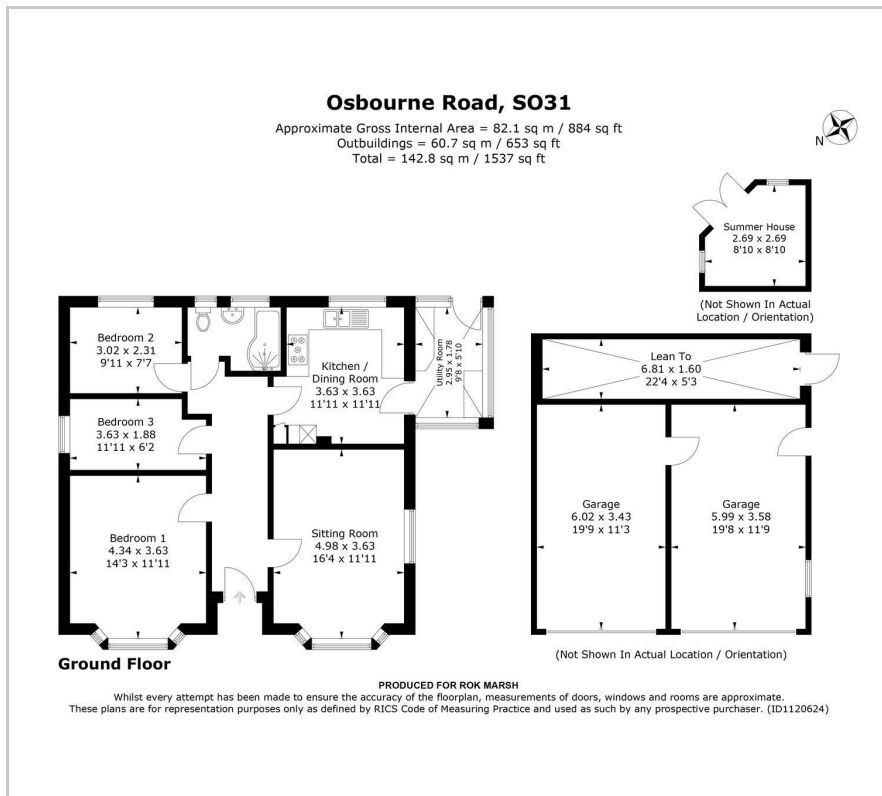 Osbourne Road, SO31
Approximate Gross Internal Area = 82.1 sq m / 884 sq ft
Outbuildings = 60.7 sq m / 653 sq ft
Total = 142.8 sq m / 1537 sq ft
N
Summer House
2.69 x 2.69
8'10 x 8'10
(Not Shown In Actual
Location / Orientation)
Bedroom 2
3.02 x 2.31
9'11 x 7'7
Kitchen /
Dining Room
3.63 x 3.63
11'11 x 11'11
Utility Room
2.95 x 1.78
9'8 x 5'10
Lean To
6.81 x 1.60
22'4 x 5'3
Bedroom 3
3.63 x 1.88
11'11 x 6'2
Garage
6.02 x 3.43
19'9 x 11'3
Garage
5.99 x 3.58
19'8 x 11'9
Bedroom 1
4.34 x 3.63
14'3 x 11'11
Sitting Room
4.98 x 3.63
16'4 x 11'11
Ground Floor
(Not Shown In Actual Location / Orientation)
PRODUCED FOR ROK MARSH
Whilst every attempt has been made to ensure the accuracy of the floorplan, measurements of doors, windows and rooms are approximate.
These plans are for representation purposes only as defined by RICS Code of Measuring Practice and used as such by any prospective purchaser. (ID1120624)